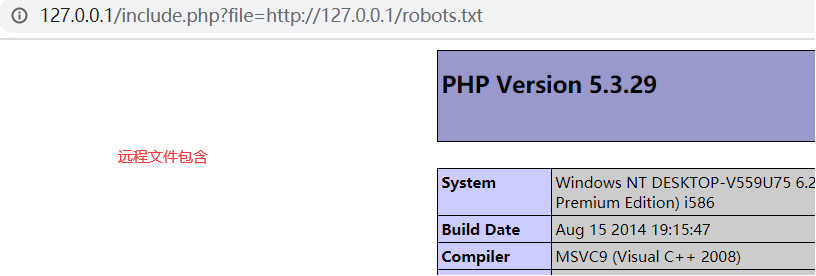 127.0.0.1/include.php?file=http://127.0.0.1/robots.txt
PHP Version 5.3.29
远程文件包含
System
Windows NT DESKTOP-V559U75 6.2
Premium Edition) i586
Build Date
Aug 15 2014 19:15:47
Compiler
MSVC9 (Visual C++ 2008)